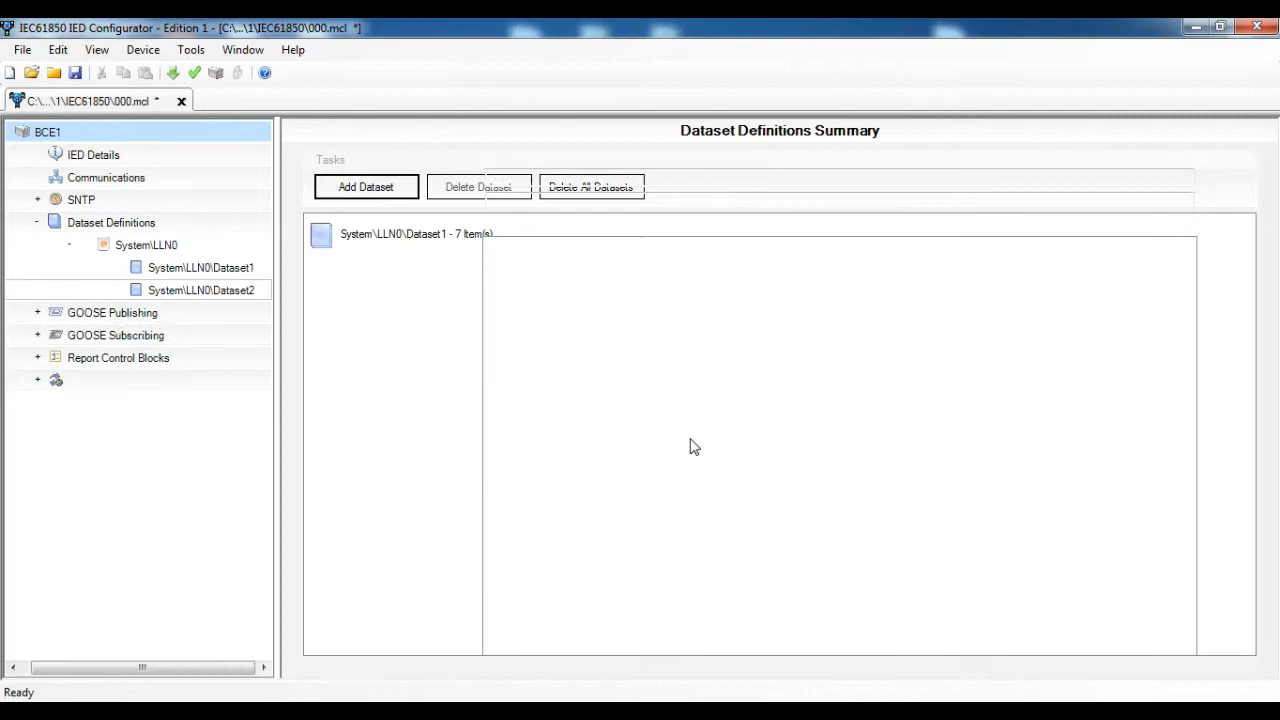 IEC61850 IED Configurator - Edition 1 - [C:\...\1\IEC61850\000.mcl *]
File Edit View Device Tools Window Help
C:\...\1\IEC61850\000.mcl *
BCE1
IED Details
Communications
SNTP
Dataset Definitions
System\LLN0
System\LLN0\Dataset1
System\LLN0\Dataset2
GOOSE Publishing
GOOSE Subscribing
Report Control Blocks
Dataset Definitions Summary
Tasks
Add Dataset Delete Dataset Delete All Datasets
System\LLN0\Dataset1 - 7 Item(s)
Ready